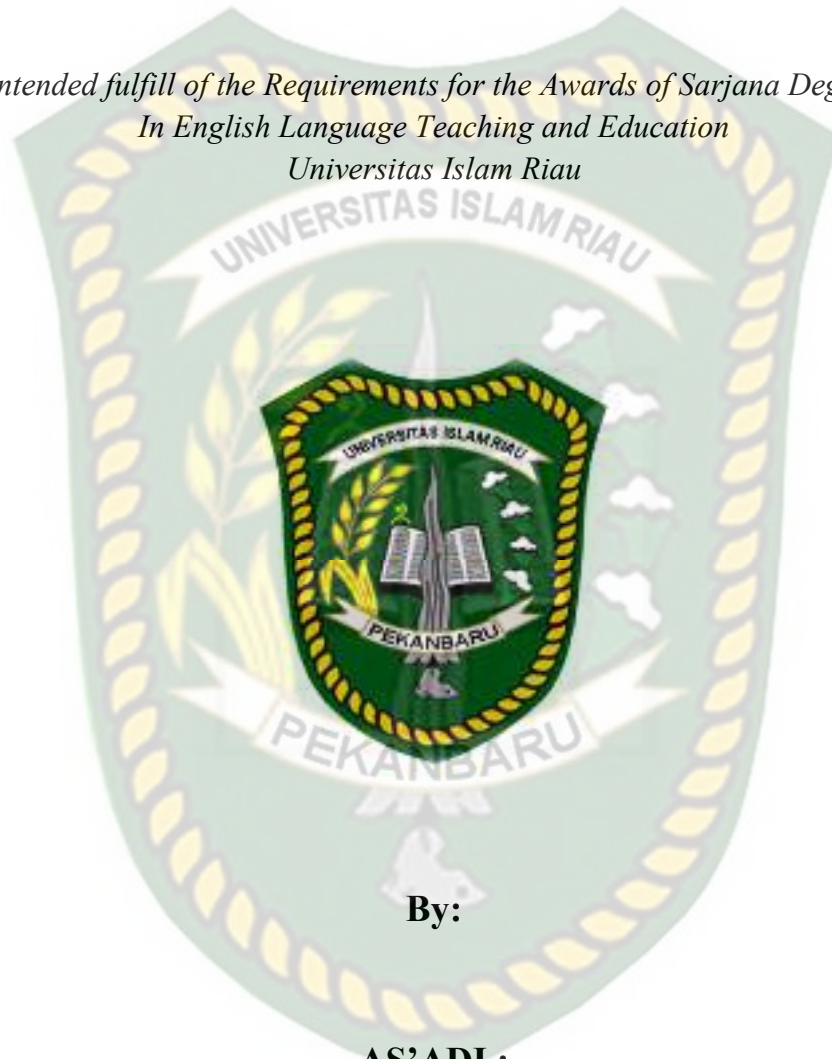 ntended fulfill of the Requirements for the Awards of Sarjana Deg
In English Language Teaching and Education
Universitas Islam Riau
UNIVERSITAS ISLAM RIAU
UNIVERSITAS ISLAM RIAU
PEKANBARU
PEKANBARU
By: